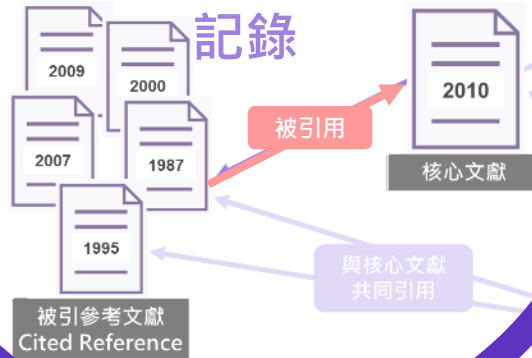 記錄
2009
2000
2010
被引用
2007
1987
核心文獻
1995
與核心文獻
共同引用
被引參考文獻
Cited Reference